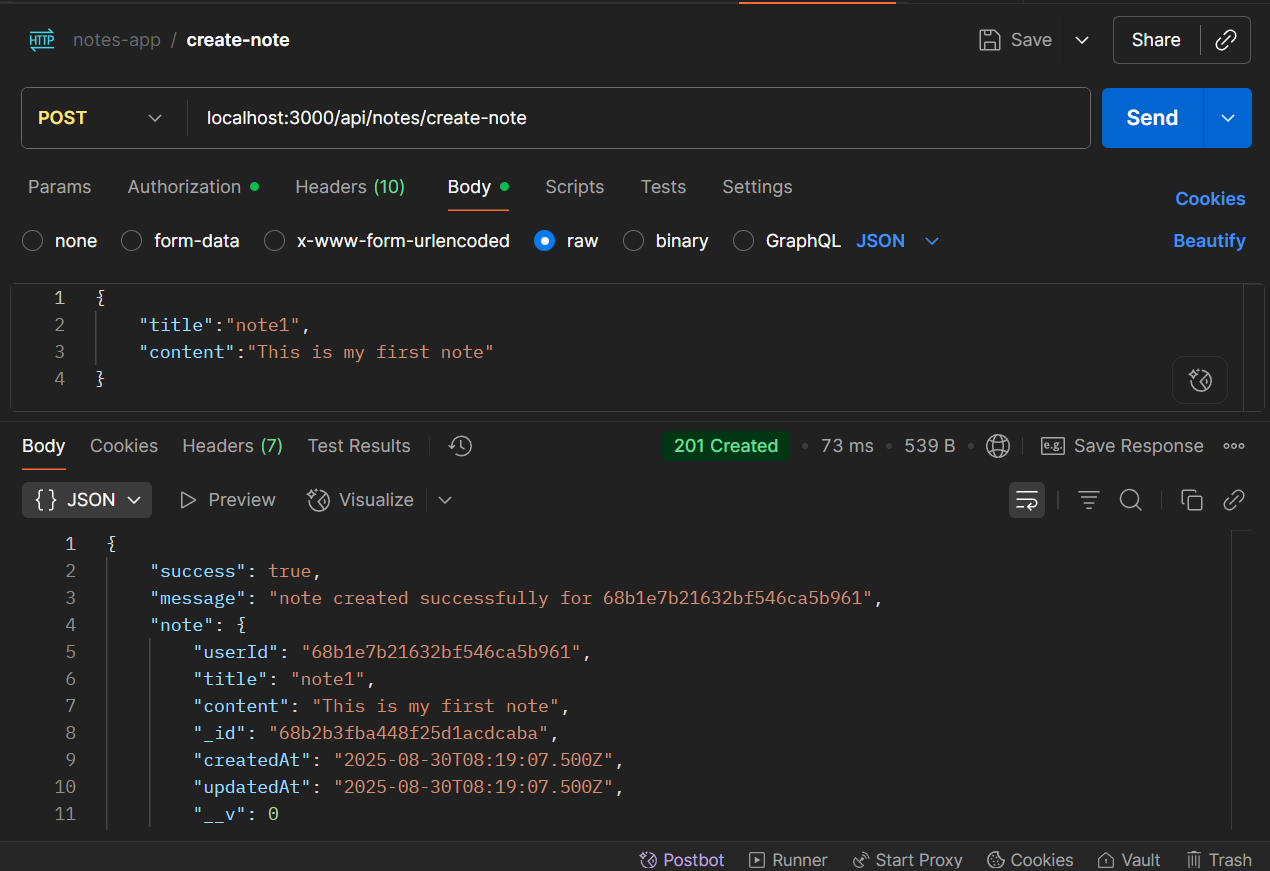 HTTP notes-app / create-note Save Share
POST localhost:3000/api/notes/create-note Send
Params Authorization Headers (10) Body Scripts Tests Settings Cookies
none form-data x-www-form-urlencoded raw binary GraphQL JSON Beautify
1 {
2 "title":"note1",
3 "content":"This is my first note"
4 }
Body Cookies Headers (7) Test Results 201 Created • 73 ms • 539 B • e.g. Save Response
{} JSON Preview Visualize
1 {
2 "success": true,
3 "message": "note created successfully for 68b1e7b21632bf546ca5b961",
4 "note": {
5 "userId": "68b1e7b21632bf546ca5b961",
6 "title": "note1",
7 "content": "This is my first note",
8 "_id": "68b2b3fba448f25d1acdcaba",
9 "createdAt": "2025-08-30T08:19:07.500Z",
10 "updatedAt": "2025-08-30T08:19:07.500Z",
11 "__v": 0
Postbot Runner Start Proxy Cookies Vault Trash